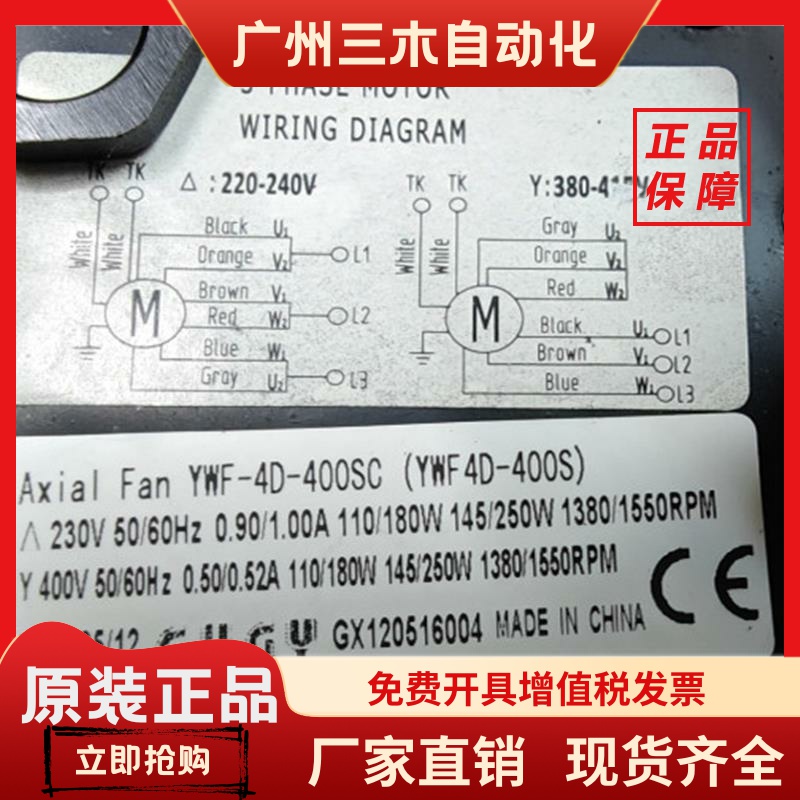 广州三木自动化
3 PHASE MOTOR
WIRING DIAGRAM
正品
保障
TK TK Δ:220-240V
White White
Black U₁
Orange V₂ L1
Brown V₁
Red W₂ L2
Blue W₁
Gray U₂ L3
M
TK TK Y:380-4
White White
Gray U₂
Orange V₂
Red W₂
Black U₁ L1
Brown V₁ L2
Blue W₁ L3
M
Axial Fan YWF-4D-400SC (YWF4D-400S)
Δ 230V 50/60Hz 0.90/1.00A 110/180W 145/250W 1380/1550RPM
Y 400V 50/60Hz 0.50/0.52A 110/180W 145/250W 1380/1550RPM
CE
GX120516004 MADE IN CHINA
原装正品
立即抢购
免费开具增值税发票
厂家直销 现货齐全